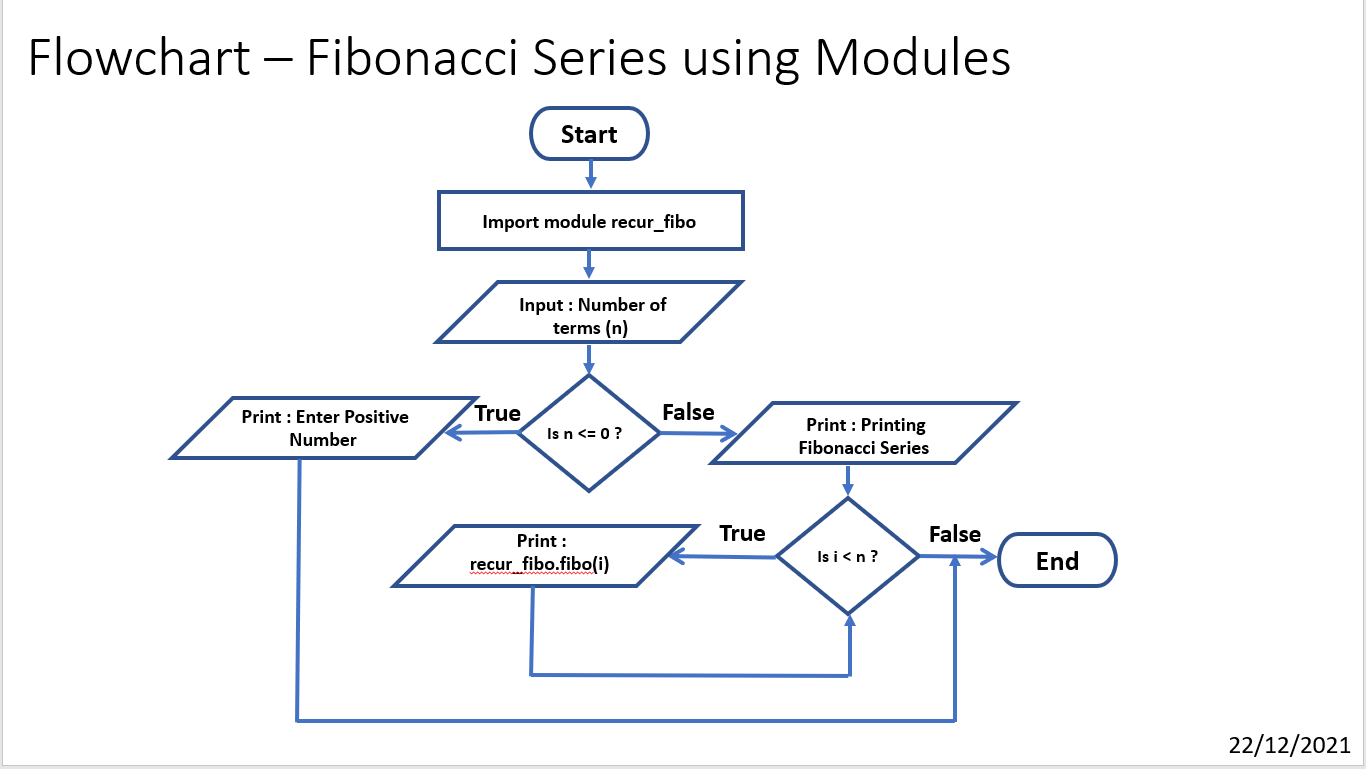 Flowchart – Fibonacci Series using Modules
Start
Import module recur_fibo
Input : Number of
terms (n)
True
False
Print : Enter Positive
Number
Is n <= 0 ?
Print : Printing
Fibonacci Series
True
False
Print :
recur_fibo.fibo(i)
Is i < n ?
End
22/12/2021